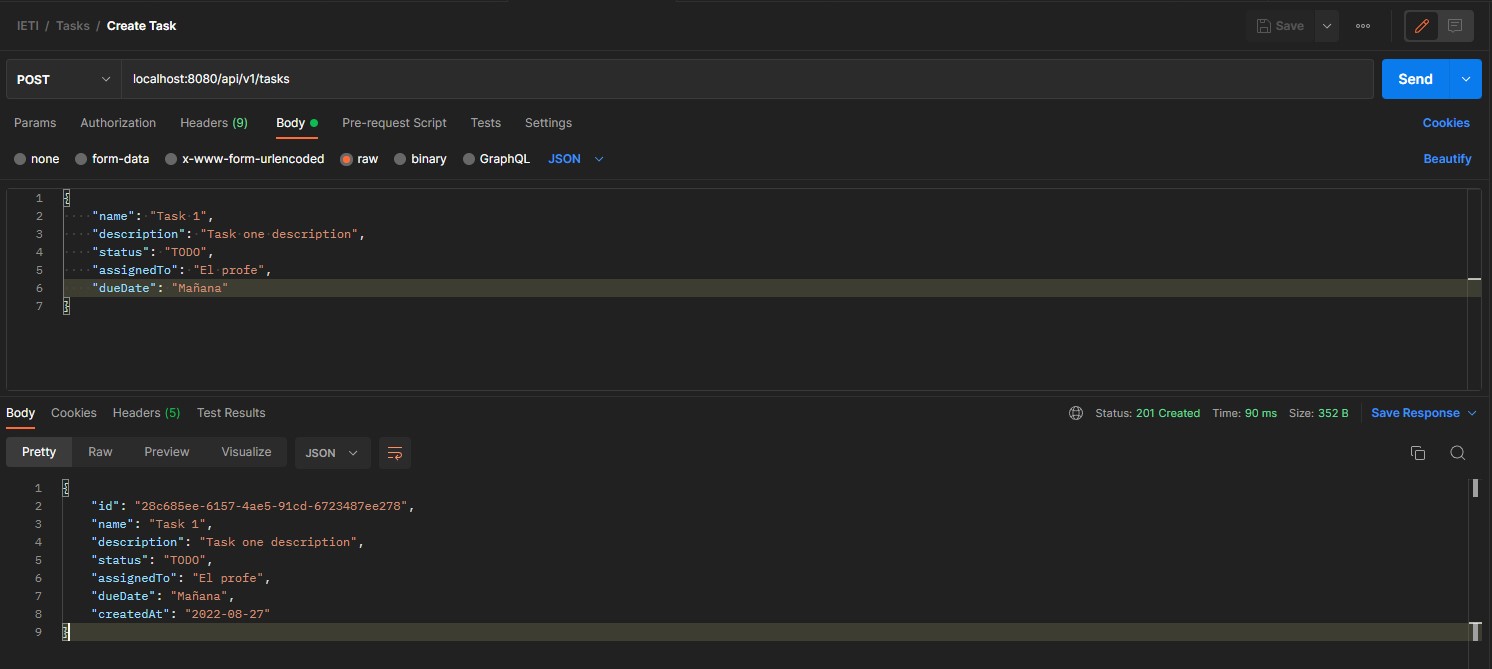 IETI / Tasks / Create Task
Save
POST
localhost:8080/api/v1/tasks
Send
Params Authorization Headers (9) Body Pre-request Script Tests Settings Cookies
none form-data x-www-form-urlencoded raw binary GraphQL JSON Beautify
1 {
2 "name": "Task 1",
3 "description": "Task one description",
4 "status": "TODO",
5 "assignedTo": "El profe",
6 "dueDate": "Mañana"
7 }
Body Cookies Headers (5) Test Results Status: 201 Created Time: 90 ms Size: 352 B Save Response
Pretty Raw Preview Visualize JSON
1 {
2 "id": "28c685ee-6157-4ae5-91cd-6723487ee278",
3 "name": "Task 1",
4 "description": "Task one description",
5 "status": "TODO",
6 "assignedTo": "El profe",
7 "dueDate": "Mañana",
8 "createdAt": "2022-08-27"
9 }